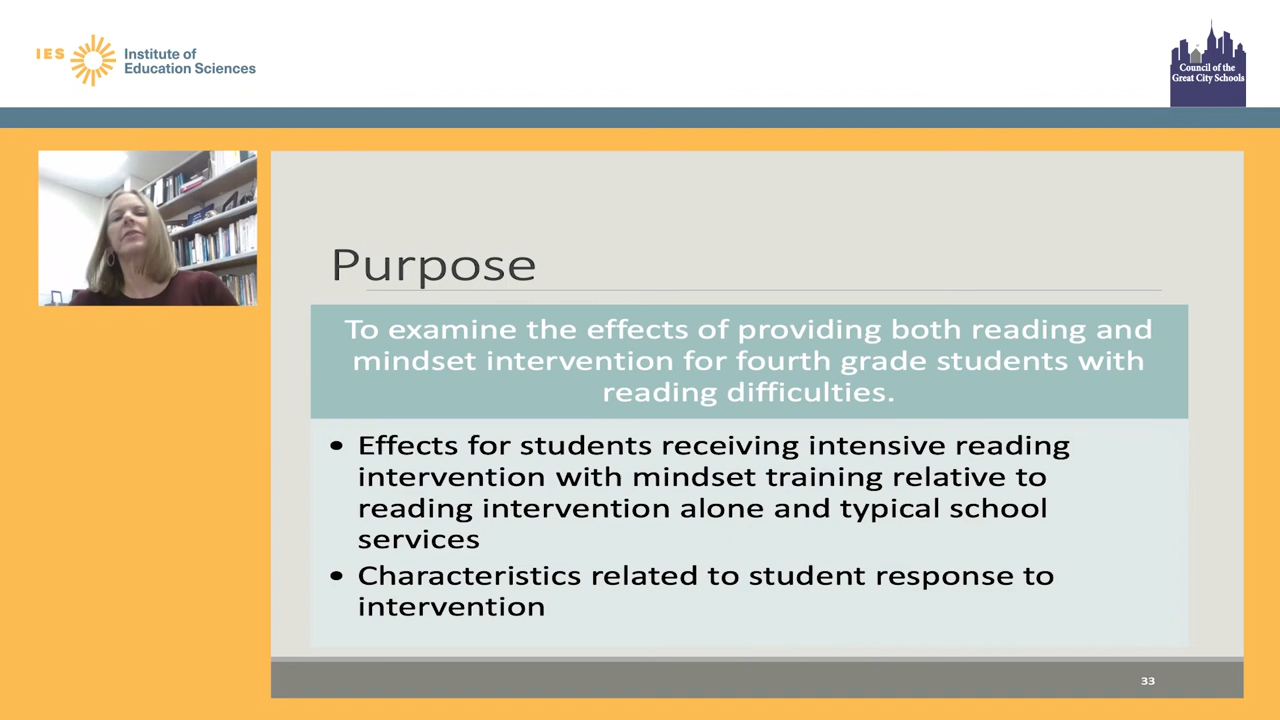 IES
Institute of
Education Sciences
Council of the
Great City Schools
Purpose
To examine the effects of providing both reading and
mindset intervention for fourth grade students with
reading difficulties.
• Effects for students receiving intensive reading
intervention with mindset training relative to
reading intervention alone and typical school
services
• Characteristics related to student response to
intervention
33